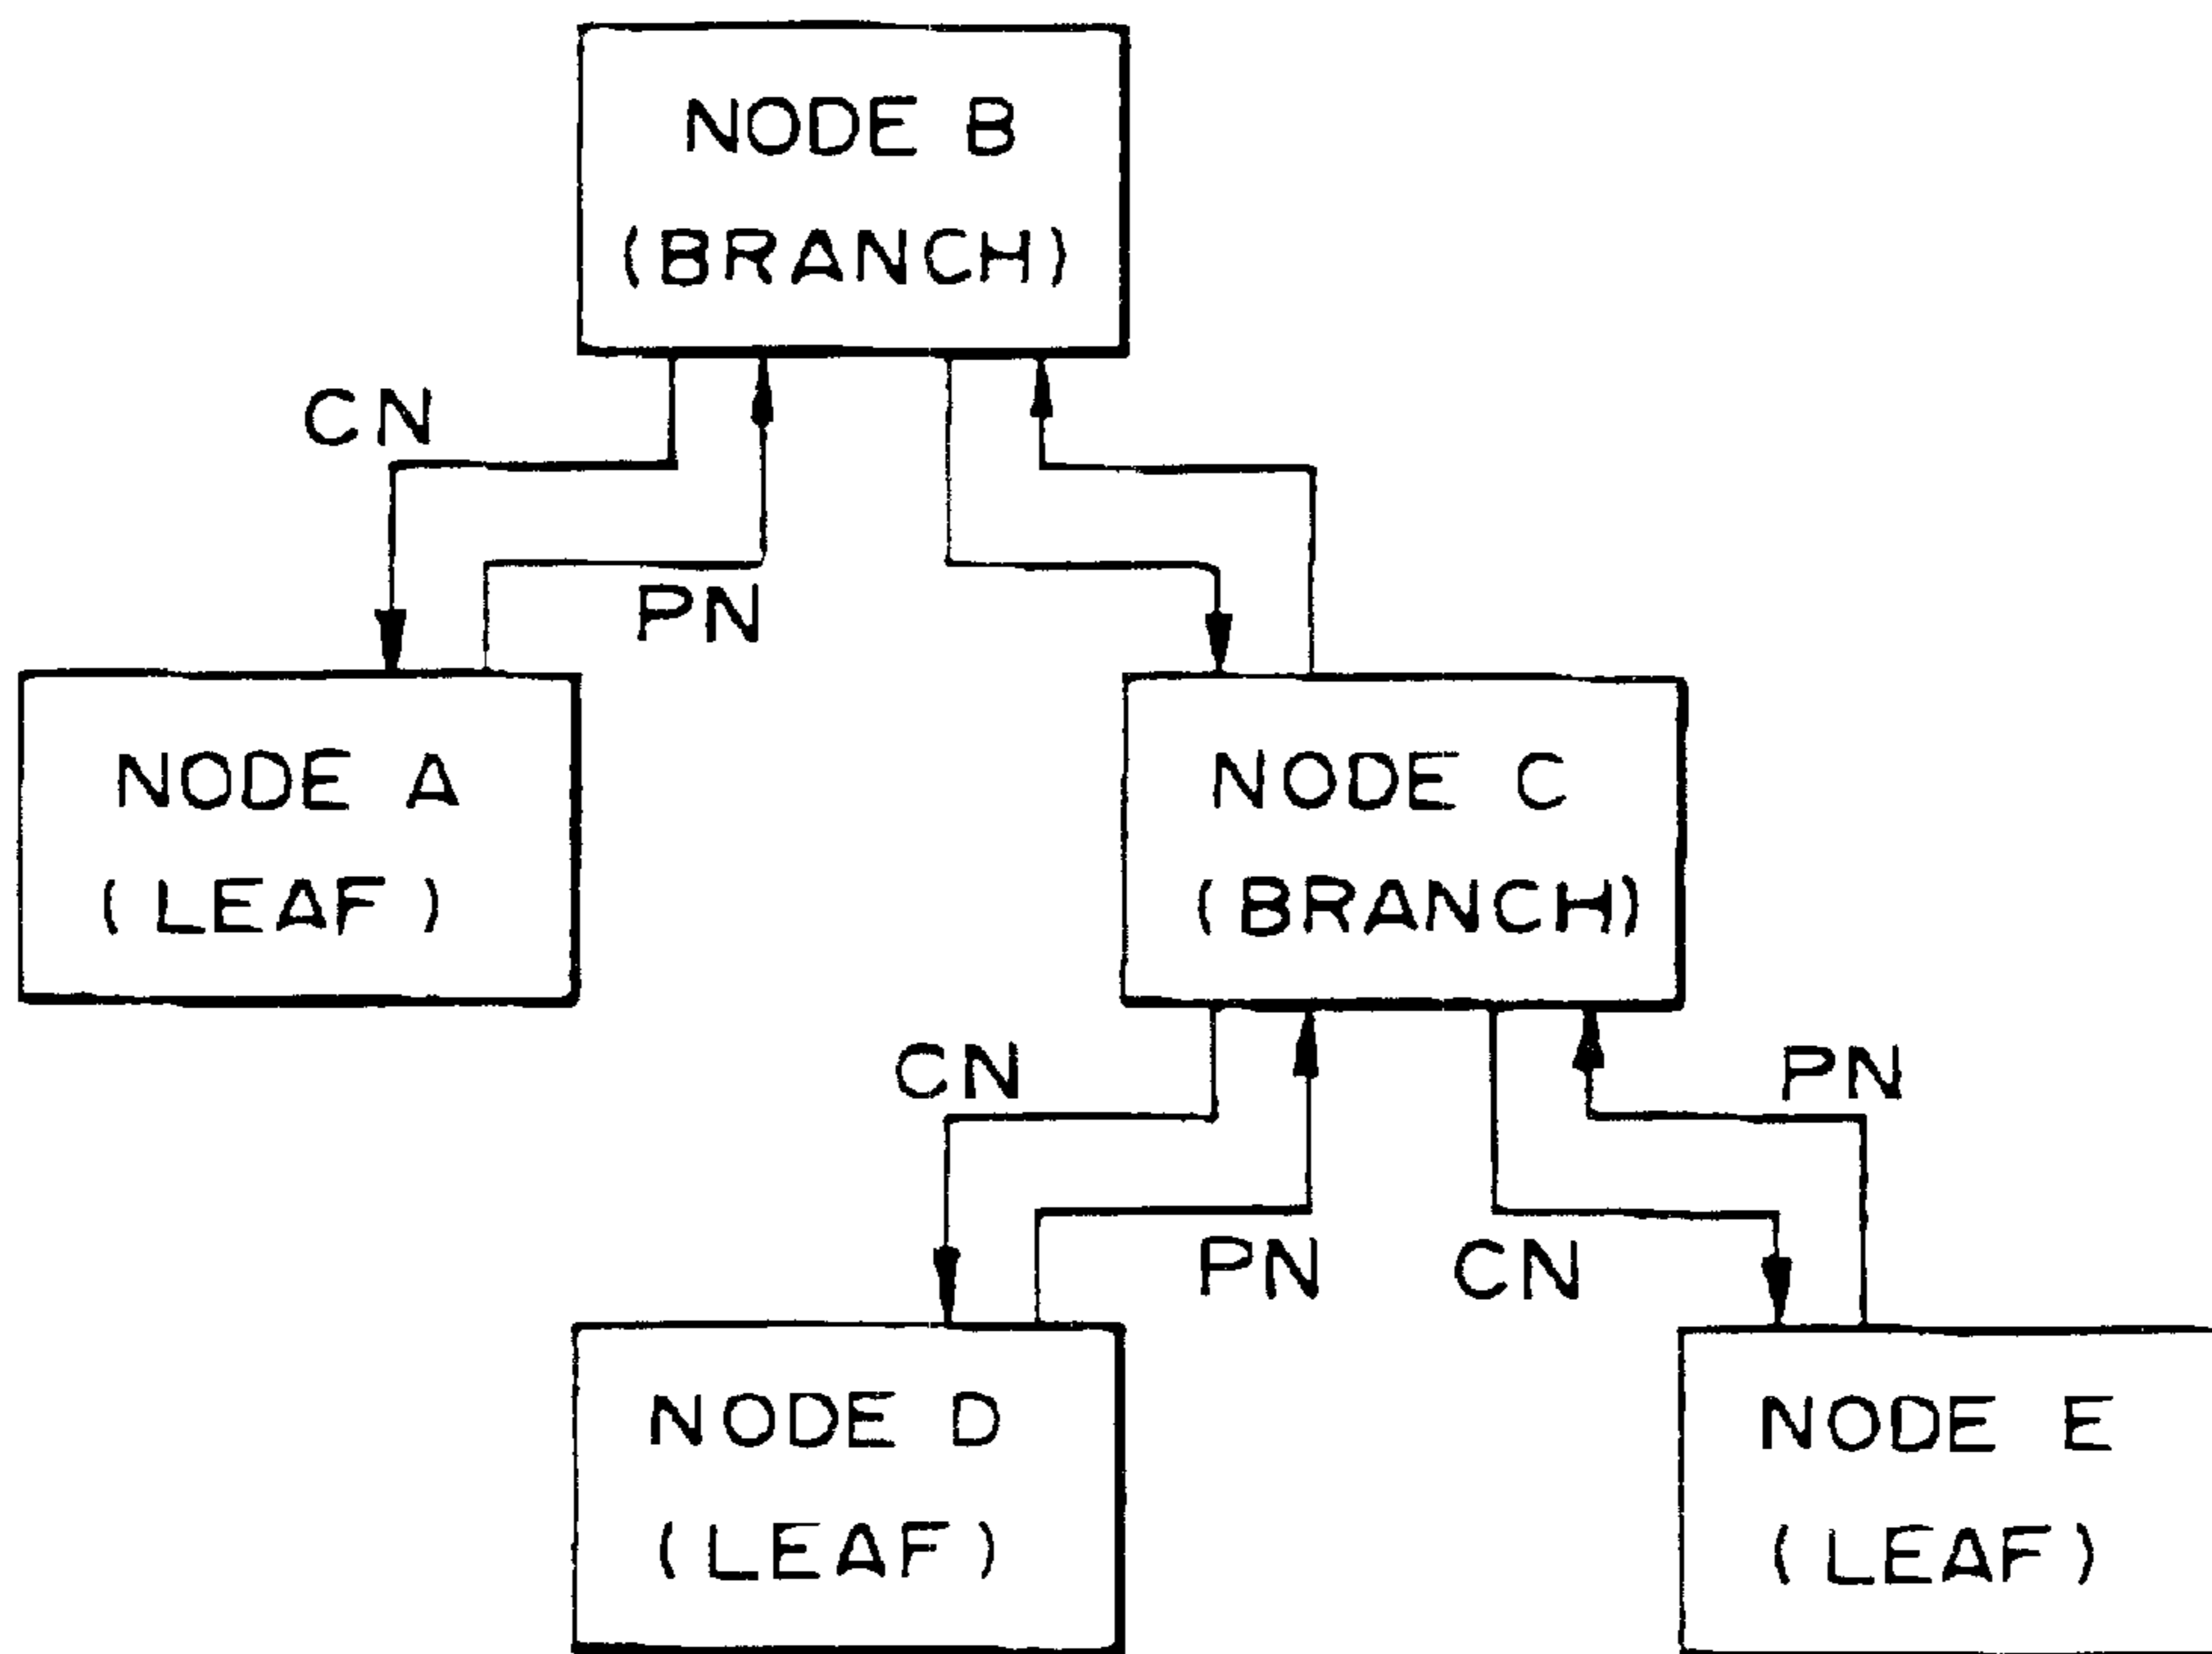 NODE B
(BRANCH)
CN
PN
NODE A
(LEAF)
NODE C
(BRANCH)
CN
PN
PN
CN
NODE D
(LEAF)
NODE E
(LEAF)